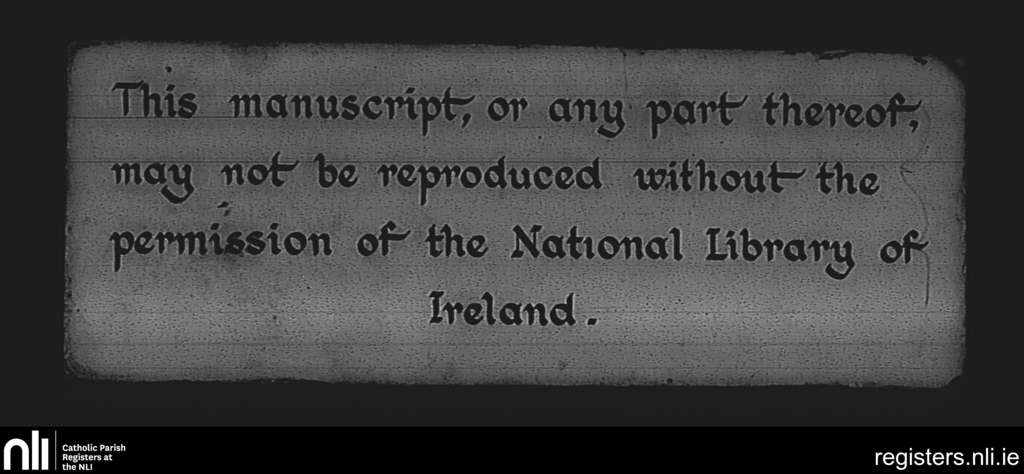 This manuscript, or any part thereof,
may not be reproduced without the
permission of the National Library of
Ireland.
nli
Catholic Parish
Registers at
the NLI
registers.nli.ie